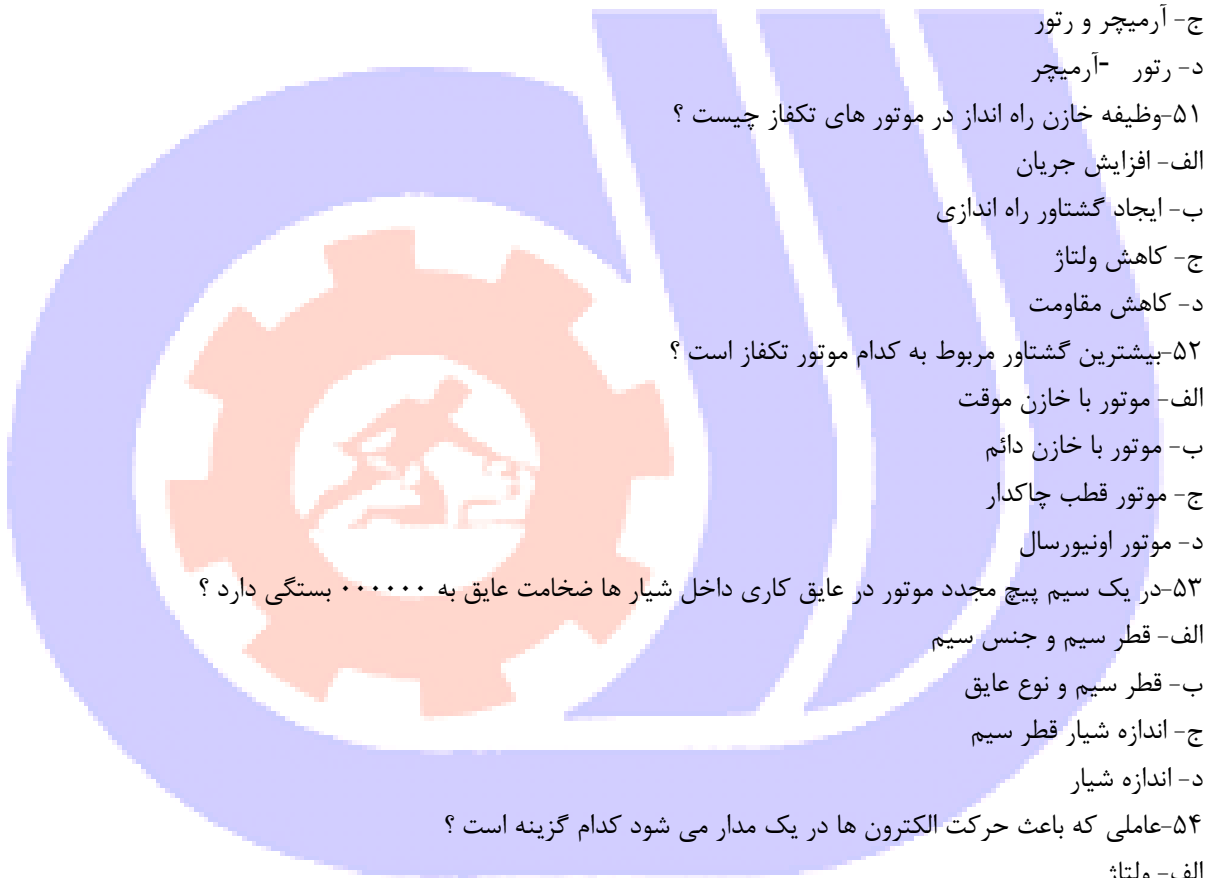 ج- آرمیچر و رتور
د- رتور -آرمیچر
۵۱-وظیفه خازن راه انداز در موتور های تکفاز چیست ؟
الف- افزایش جریان
ب- ایجاد گشتاور راه اندازی
ج- کاهش ولتاژ
د- کاهش مقاومت
۵۲-بیشترین گشتاور مربوط به کدام موتور تکفاز است ؟
الف- موتور با خازن موقت
ب- موتور با خازن دائم
ج- موتور قطب چاکدار
د- موتور اونیورسال
۵۳-در یک سیم پیچ مجدد موتور در عایق کاری داخل شیار ها ضخامت عایق به ۰۰۰۰۰۰ بستگی دارد ؟
الف- قطر سیم و جنس سیم
ب- قطر سیم و نوع عایق
ج- اندازه شیار قطر سیم
د- اندازه شیار
۵۴-عاملی که باعث حرکت الکترون ها در یک مدار می شود کدام گزینه است ؟
الف- ولتاژ